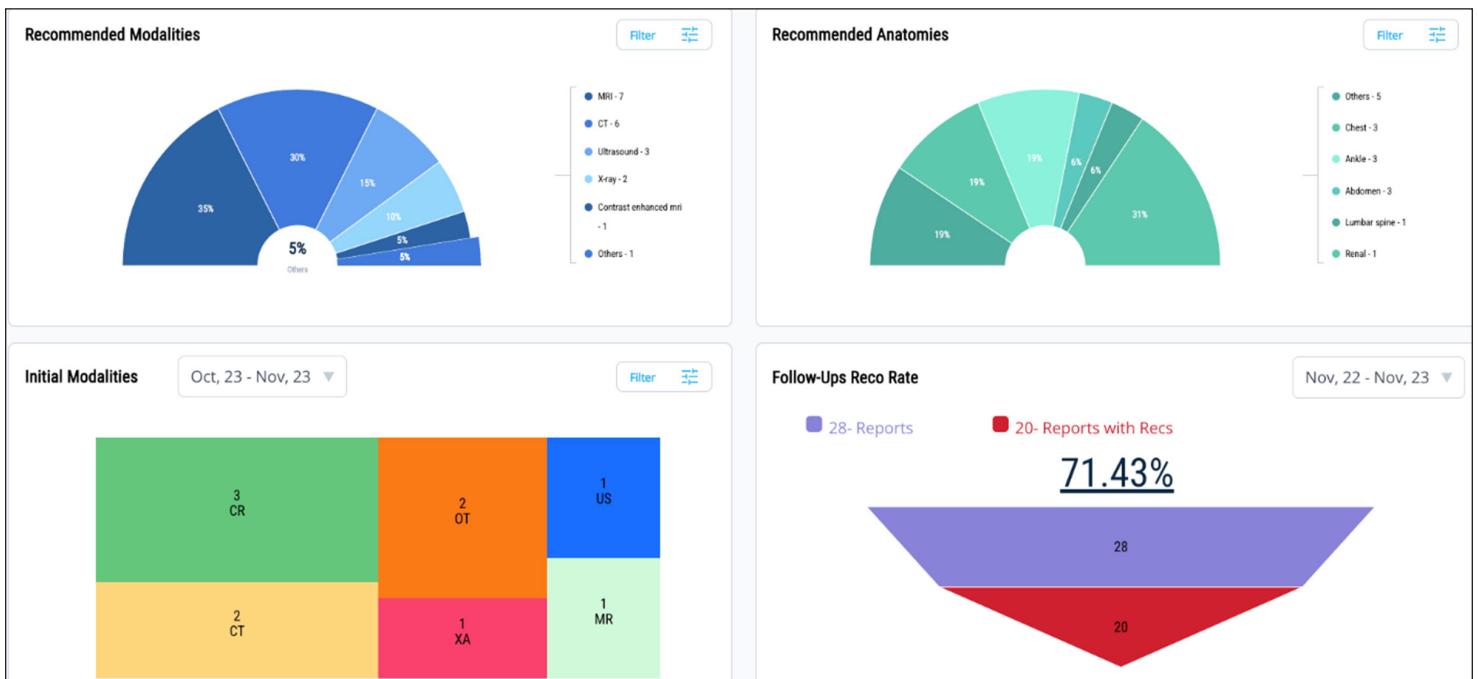 Recommended Modalities
Filter
35%
30%
15%
10%
5%
5%
5%
Others
MRI - 7
CT - 6
Ultrasound - 3
X-ray - 2
Contrast enhanced mri
- 1
Others - 1
Recommended Anatomies
Filter
19%
19%
19%
6%
6%
31%
Others - 5
Chest - 3
Ankle - 3
Abdomen - 3
Lumbar spine - 1
Renal - 1
Initial Modalities
Oct, 23 - Nov, 23
Filter
3
CR
2
OT
1
US
2
CT
1
XA
1
MR
Follow-Ups Reco Rate
Nov, 22 - Nov, 23
28- Reports
20- Reports with Recs
71.43%
28
20